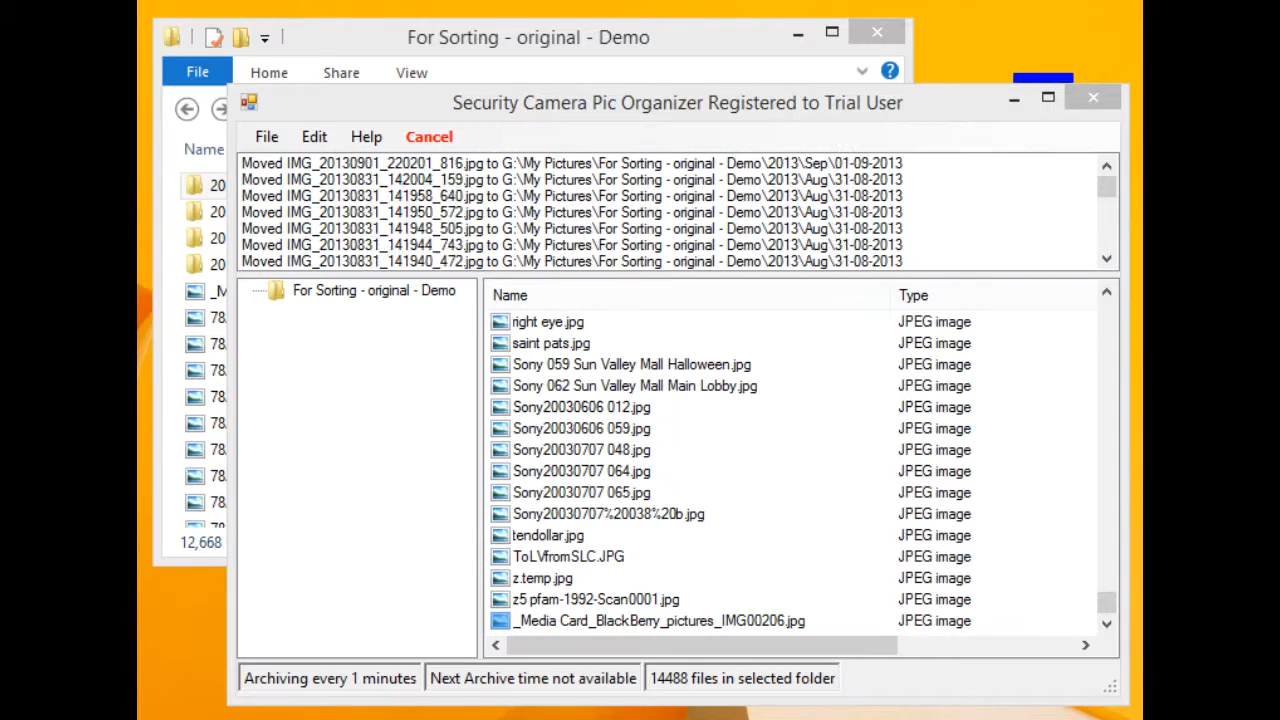 For Sorting - original - Demo
File Home Share View
Name
20
20
20
20
_M
78
78
78
78
78
78
78
78
12,668
Security Camera Pic Organizer Registered to Trial User
File Edit Help Cancel
Moved IMG_20130901_220201_816.jpg to G:\My Pictures\For Sorting - original - Demo\2013\Sep\01-09-2013
Moved IMG_20130831_142004_159.jpg to G:\My Pictures\For Sorting - original - Demo\2013\Aug\31-08-2013
Moved IMG_20130831_141958_640.jpg to G:\My Pictures\For Sorting - original - Demo\2013\Aug\31-08-2013
Moved IMG_20130831_141950_572.jpg to G:\My Pictures\For Sorting - original - Demo\2013\Aug\31-08-2013
Moved IMG_20130831_141948_505.jpg to G:\My Pictures\For Sorting - original - Demo\2013\Aug\31-08-2013
Moved IMG_20130831_141944_743.jpg to G:\My Pictures\For Sorting - original - Demo\2013\Aug\31-08-2013
Moved IMG_20130831_141940_472.jpg to G:\My Pictures\For Sorting - original - Demo\2013\Aug\31-08-2013
For Sorting - original - Demo
Name Type
right eye.jpg JPEG image
saint pats.jpg JPEG image
Sony 059 Sun Valley Mall Halloween.jpg JPEG image
Sony 062 Sun Valley Mall Main Lobby.jpg JPEG image
Sony20030606 012.jpg JPEG image
Sony20030606 059.jpg JPEG image
Sony20030707 048.jpg JPEG image
Sony20030707 064.jpg JPEG image
Sony20030707 065.jpg JPEG image
Sony20030707%20038%20b.jpg JPEG image
tendollar.jpg JPEG image
ToLVfromSLC.JPG JPEG image
z.temp.jpg JPEG image
z5 pfam-1992-Scan0001.jpg JPEG image
_Media Card_BlackBerry_pictures_IMG00206.jpg JPEG image
Archiving every 1 minutes Next Archive time not available 14488 files in selected folder